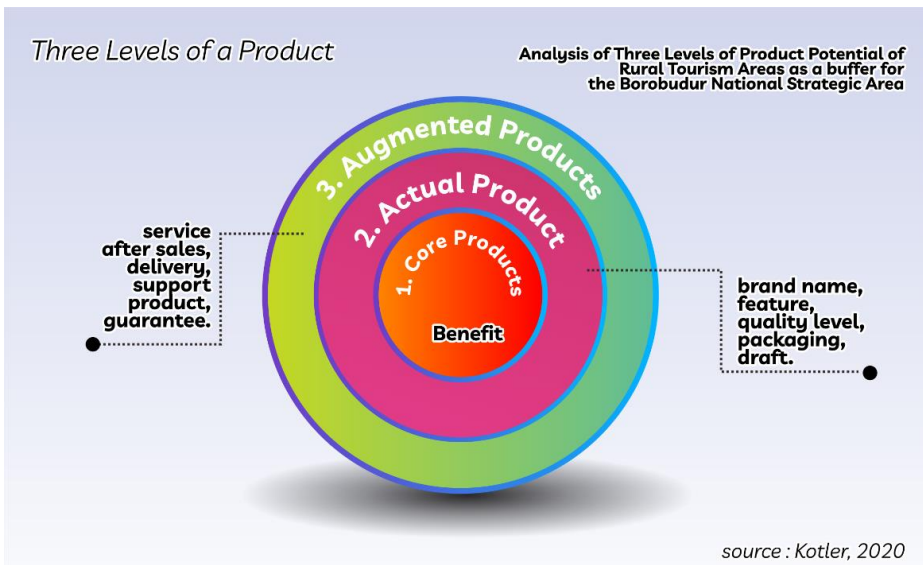 Three Levels of a Product
Analysis of Three Levels of Product Potential of
Rural Tourism Areas as a buffer for
the Borobudur National Strategic Area
3. Augmented Products
2. Actual Product
1. Core Products
Benefit
service
after sales,
delivery,
support
product,
guarantee.
brand name,
feature,
quality level,
packaging,
draft.
source : Kotler, 2020